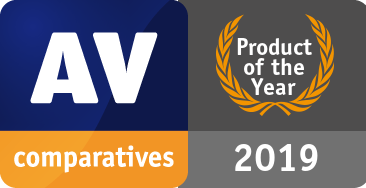 AV
comparatives
Product
of the
Year
2019